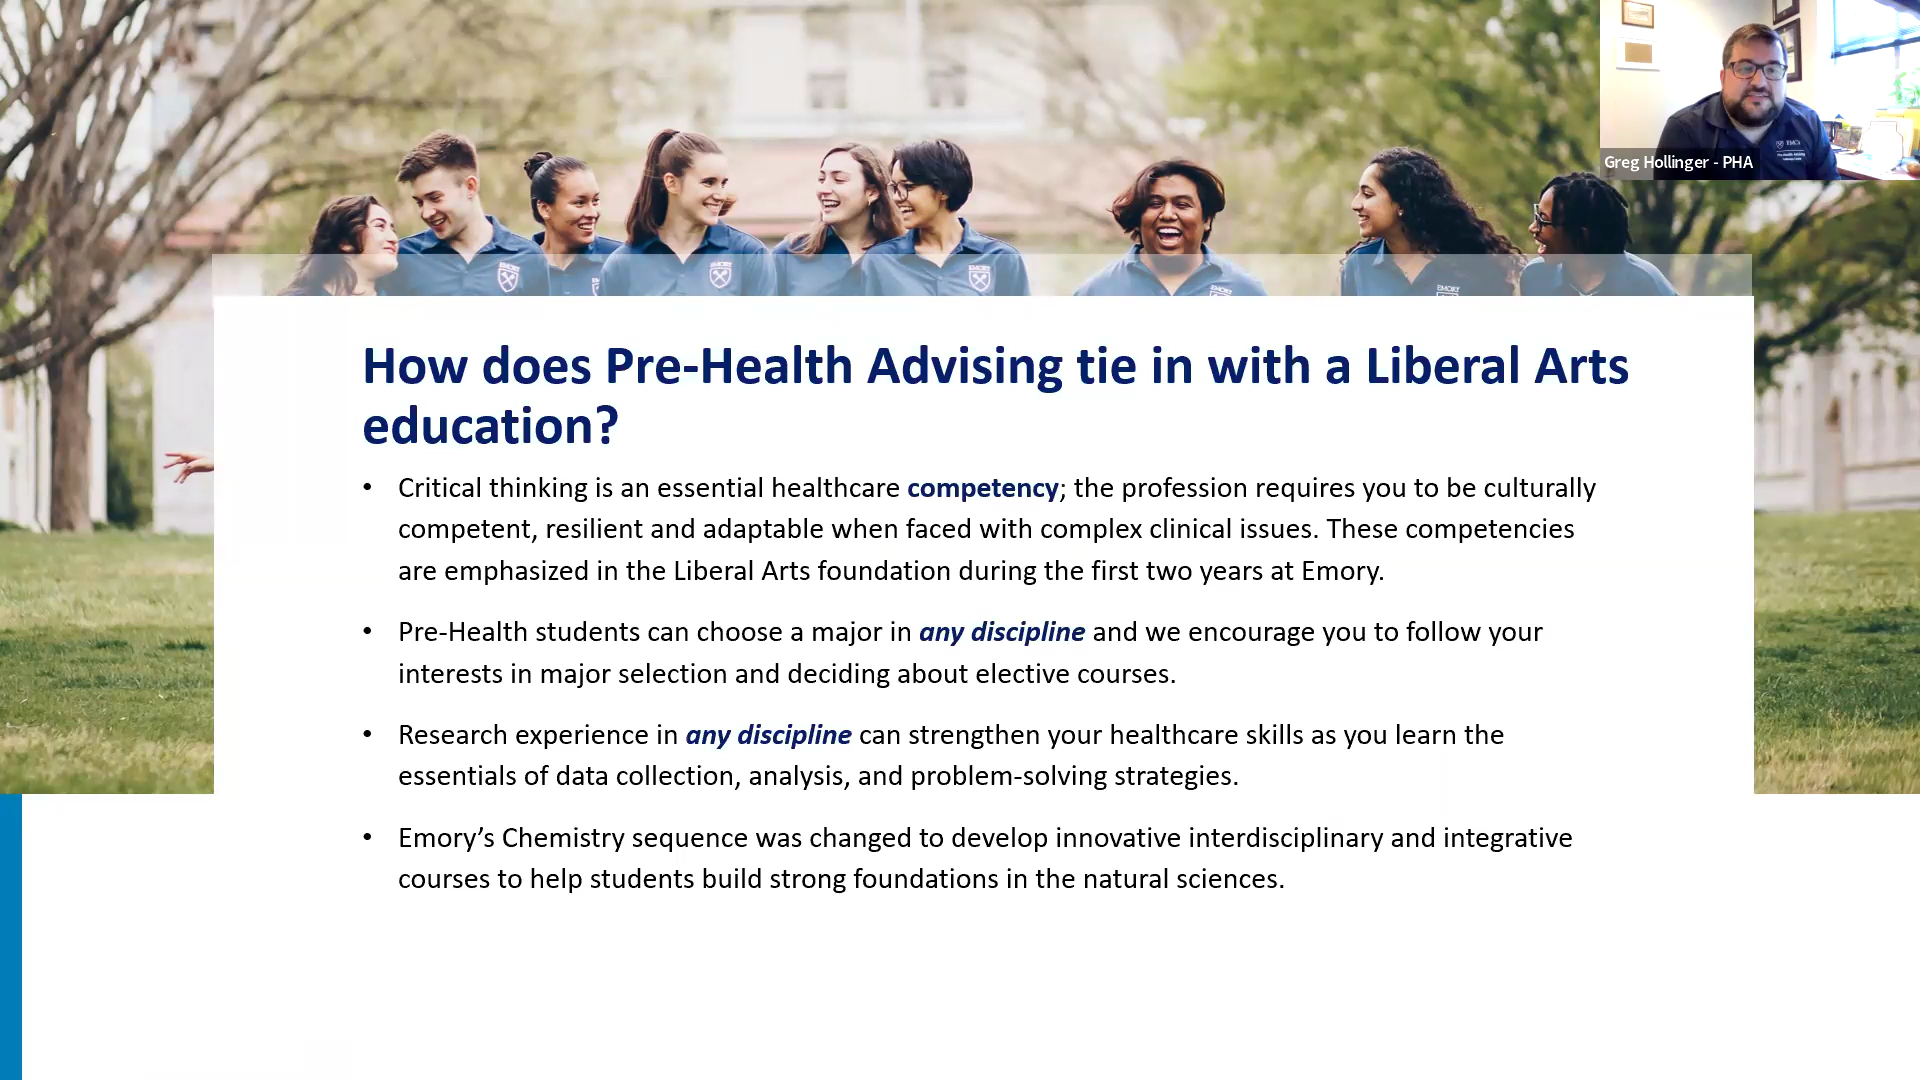 Greg Hollinger - PHA
EMORY
EMORY
EMORY
EMORY
EMORY
How does Pre-Health Advising tie in with a Liberal Arts
education?
• Critical thinking is an essential healthcare competency; the profession requires you to be culturally
competent, resilient and adaptable when faced with complex clinical issues. These competencies
are emphasized in the Liberal Arts foundation during the first two years at Emory.
• Pre-Health students can choose a major in any discipline and we encourage you to follow your
interests in major selection and deciding about elective courses.
• Research experience in any discipline can strengthen your healthcare skills as you learn the
essentials of data collection, analysis, and problem-solving strategies.
• Emory’s Chemistry sequence was changed to develop innovative interdisciplinary and integrative
courses to help students build strong foundations in the natural sciences.